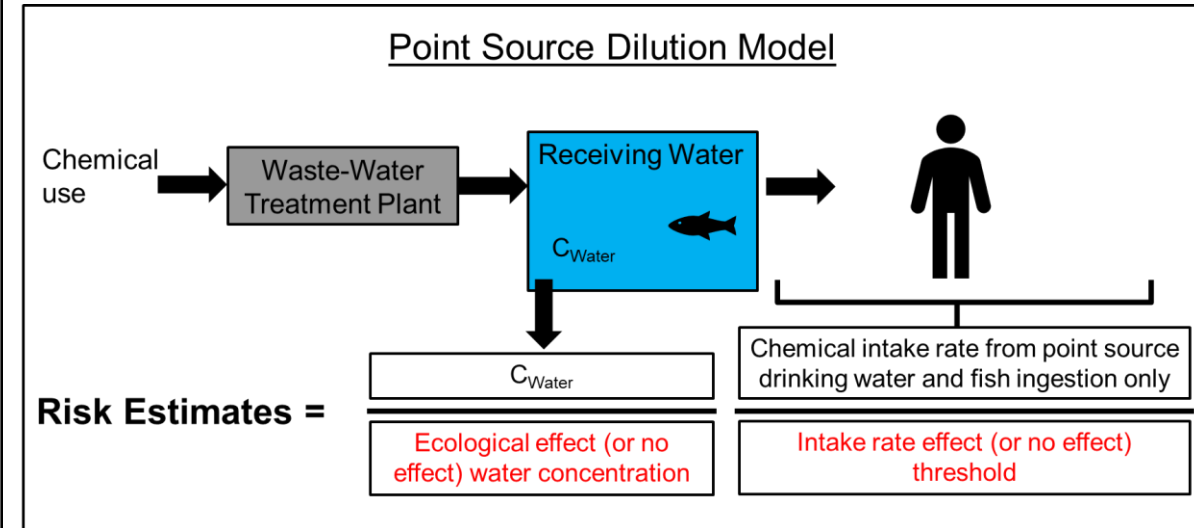 Point Source Dilution Model
Chemical
use
Waste-Water
Treatment Plant
Receiving Water
C_Water
C_Water
Chemical intake rate from point source
drinking water and fish ingestion only
Risk Estimates =
Ecological effect (or no
effect) water concentration
Intake rate effect (or no effect)
threshold